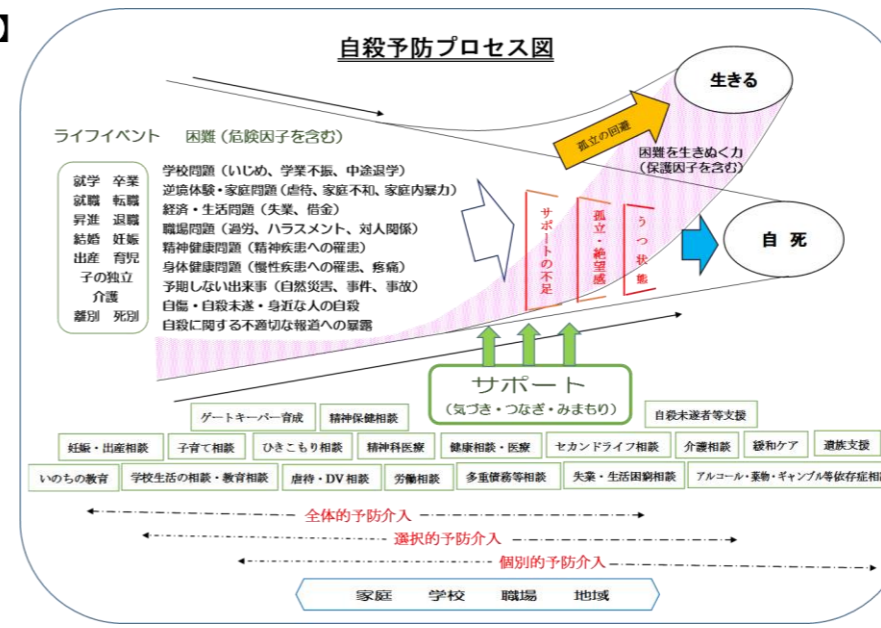 】
自殺予防プロセス図
生きる
孤立の回避
困難を生きぬく力
（保護因子を含む）
ライフイベント　困難（危険因子を含む）
就学　卒業
就職　転職
昇進　退職
結婚　妊娠
出産　育児
子の独立
介護
離別　死別
学校問題（いじめ、学業不振、中途退学）
逆境体験・家庭問題（虐待、家庭不和、家庭内暴力）
経済・生活問題（失業、借金）
職場問題（過労、ハラスメント、対人関係）
精神健康問題（精神疾患への罹患）
身体健康問題（慢性疾患への罹患、疼痛）
予期しない出来事（自然災害、事件、事故）
自傷・自殺未遂・身近な人の自殺
自殺に関する不適切な報道への暴露
サポートの不足
孤立・絶望感
うつ状態
自　死
サポート
（気づき・つなぎ・みまもり）
ゲートキーパー育成　精神保健相談　自殺未遂者等支援
妊娠・出産相談　子育て相談　ひきこもり相談　精神科医療　健康相談・医療　セカンドライフ相談　介護相談　緩和ケア　遺族支援
いのちの教育　学校生活の相談・教育相談　虐待・DV相談　労働相談　多重債務等相談　失業・生活困窮相談　アルコール・薬物・ギャンブル等依存症相談
全体的予防介入
選択的予防介入
個別的予防介入
家庭　学校　職場　地域